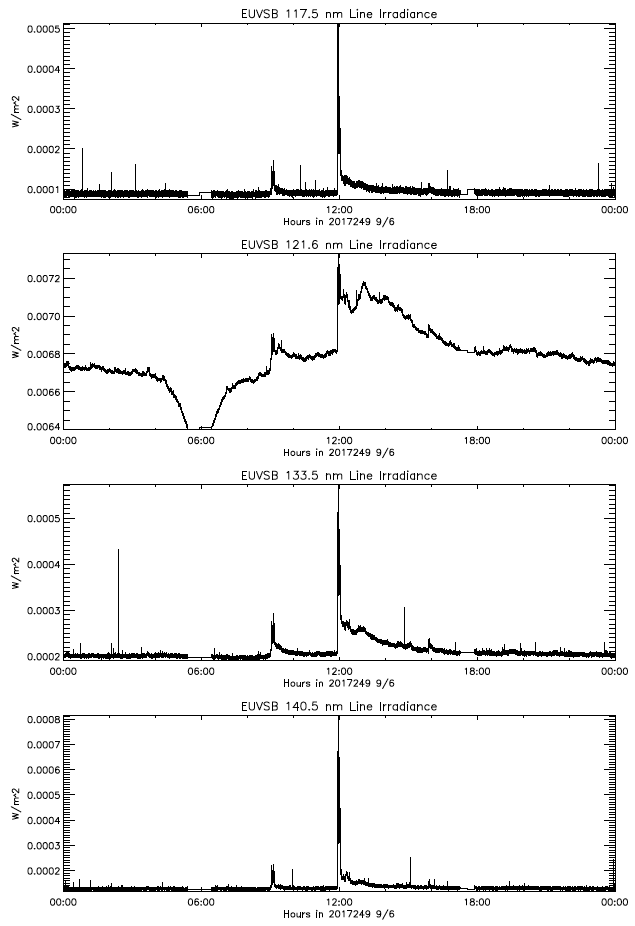 EUVSB 117.5 nm Line Irradiance
0.0005
0.0004
0.0003
0.0002
0.0001
W/m^2
00:00 06:00 12:00 18:00 00:00
Hours in 2017249 9/6
EUVSB 121.6 nm Line Irradiance
0.0072
0.0070
0.0068
0.0066
0.0064
W/m^2
00:00 06:00 12:00 18:00 00:00
Hours in 2017249 9/6
EUVSB 133.5 nm Line Irradiance
0.0005
0.0004
0.0003
0.0002
W/m^2
00:00 06:00 12:00 18:00 00:00
Hours in 2017249 9/6
EUVSB 140.5 nm Line Irradiance
0.0008
0.0007
0.0006
0.0005
0.0004
0.0003
0.0002
W/m^2
00:00 06:00 12:00 18:00 00:00
Hours in 2017249 9/6